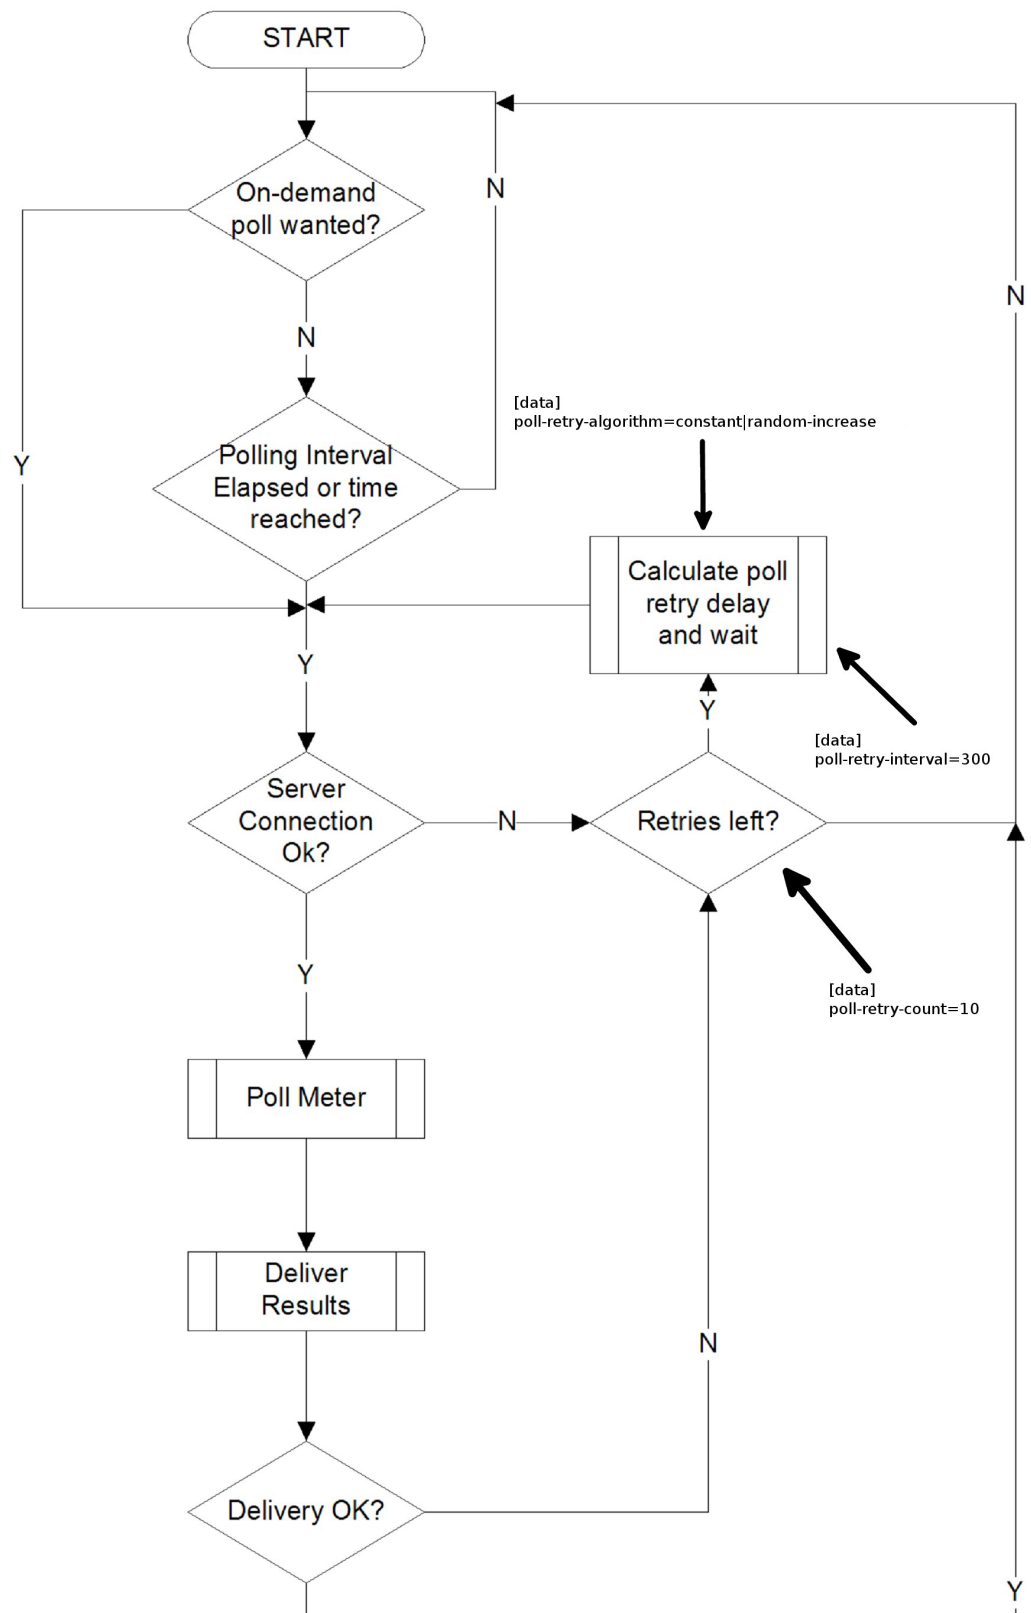 START
On-demand
poll wanted?
N
N
N
Y
[data]
poll-retry-algorithm=constant|random-increase
Polling Interval
Elapsed or time
reached?
Calculate poll
retry delay
and wait
Y
Y
[data]
poll-retry-interval=300
Server
Connection
Ok?
N
Retries left?
Y
[data]
poll-retry-count=10
Poll Meter
Deliver
Results
N
Delivery OK?
Y